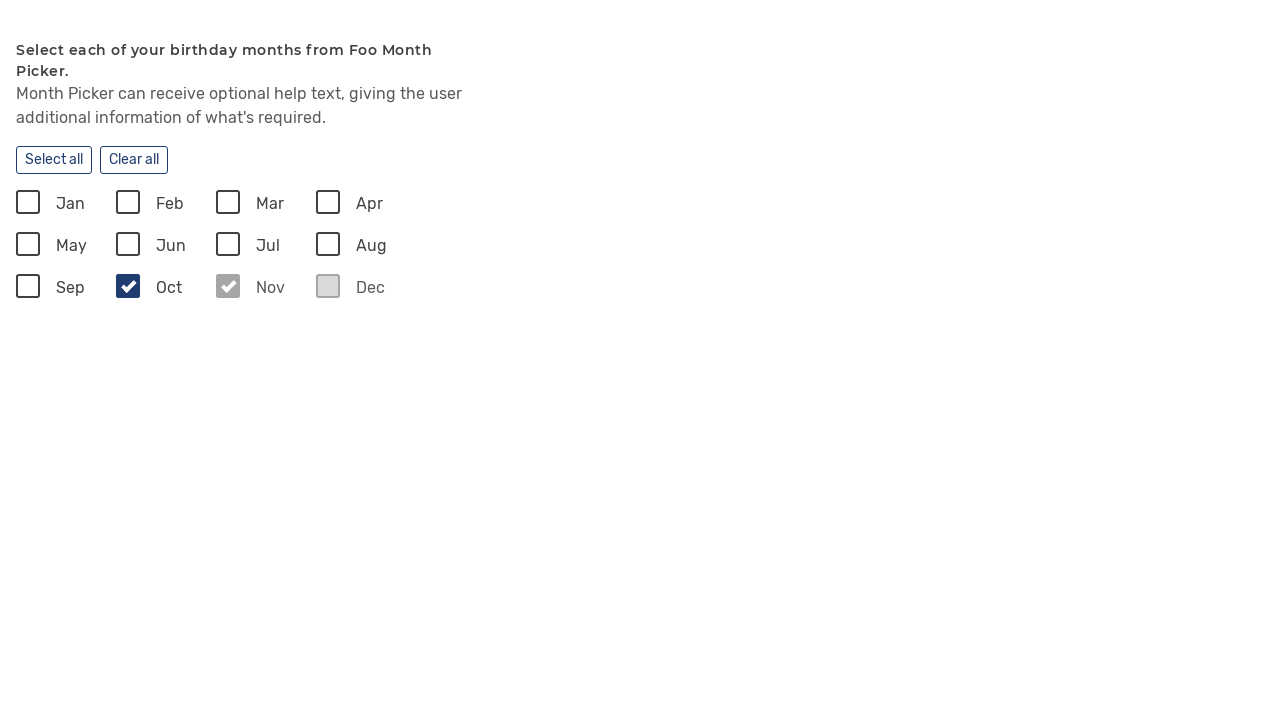 Select each of your birthday months from Foo Month
Picker.
Month Picker can receive optional help text, giving the user
additional information of what's required.
Select all Clear all
Jan Feb Mar Apr
May Jun Jul Aug
Sep Oct Nov Dec